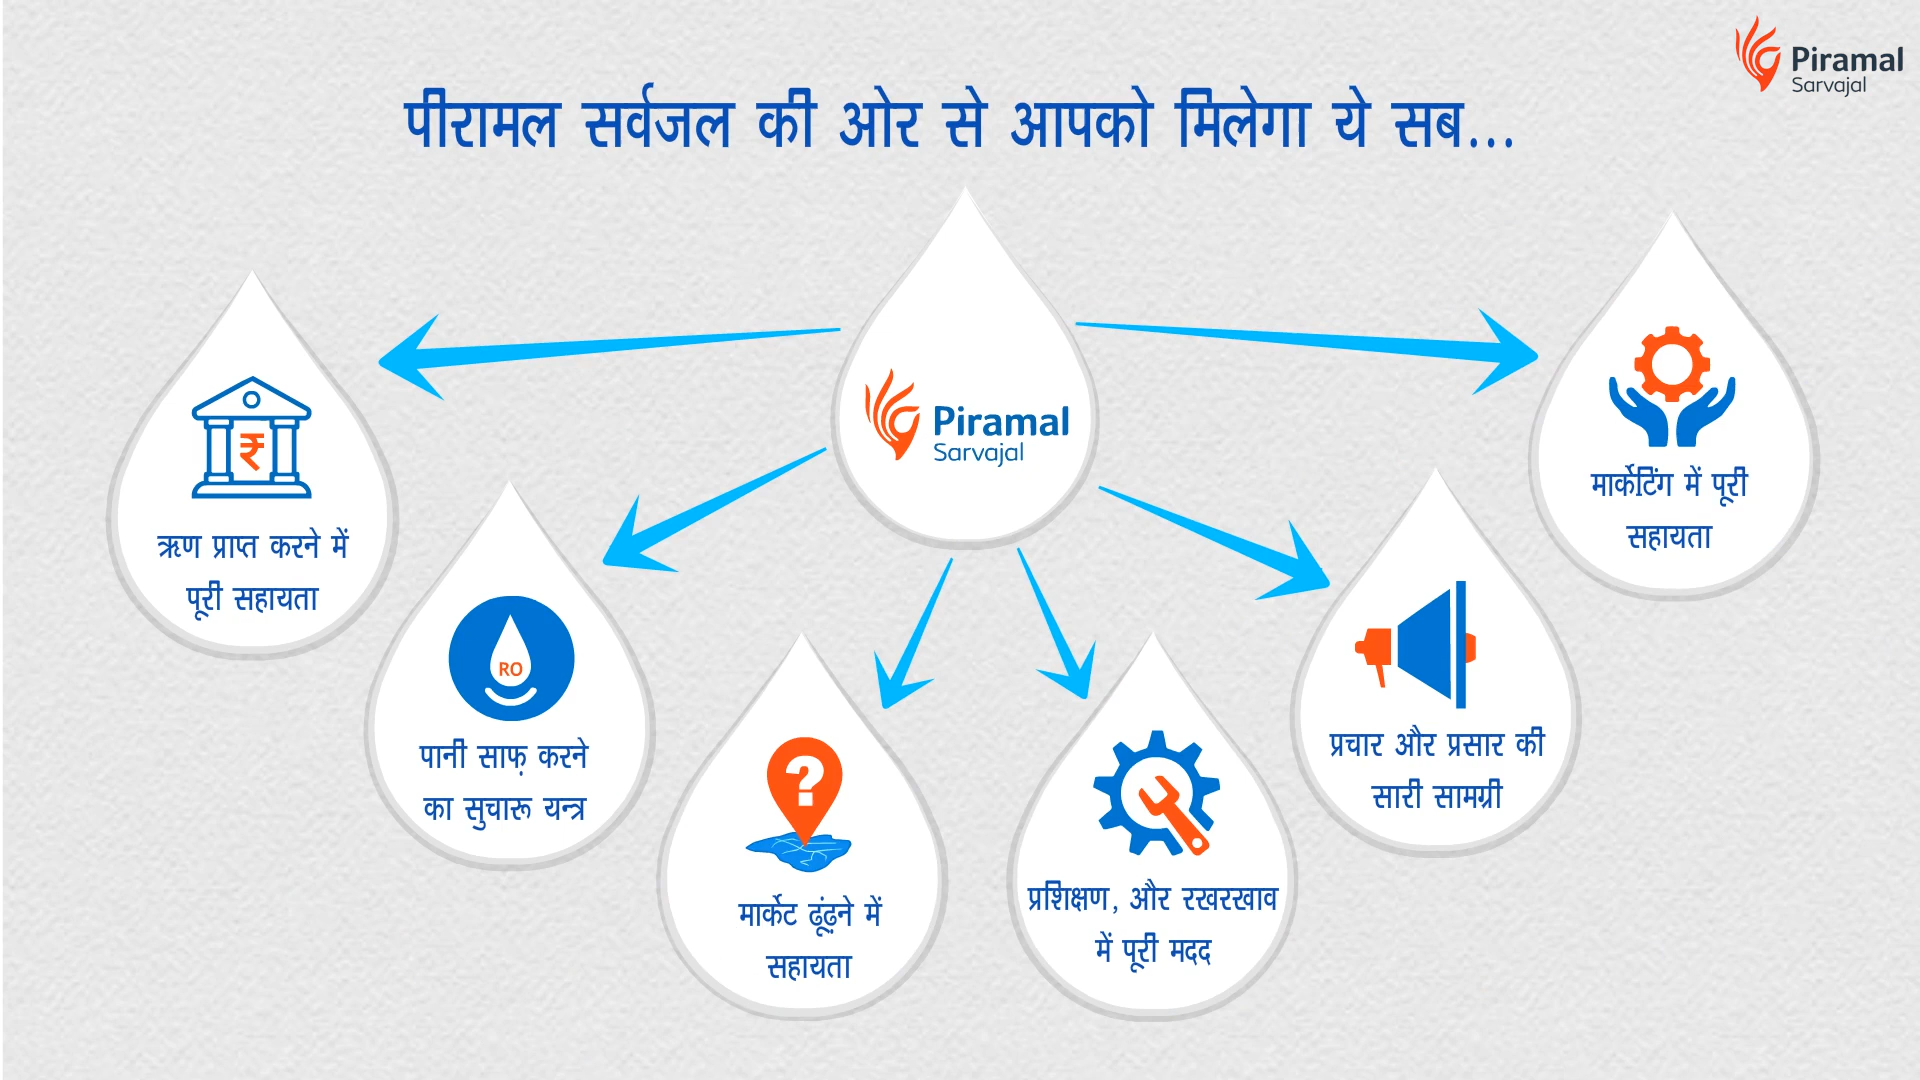 Piramal
Sarvajal
पीरामल सर्वजल की ओर से आपको मिलेगा ये सब...
Piramal
Sarvajal
₹
ऋण प्राप्त करने में
पूरी सहायता
RO
पानी साफ़ करने
का सुचारू यन्त्र
?
मार्केट ढूंढ़ने में
सहायता
प्रशिक्षण, और रखरखाव
में पूरी मदद
प्रचार और प्रसार की
सारी सामग्री
मार्केटिंग में पूरी
सहायता